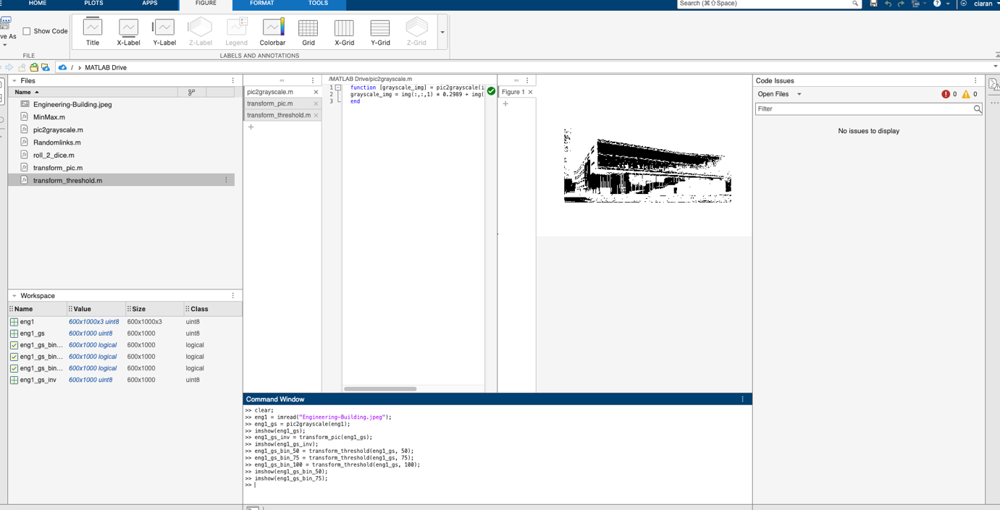 HOME PLOTS APPS FIGURE FORMAT TOOLS
Search (⌘⇧Space)
ciaran
ve As
Show Code
Title X-Label Y-Label Z-Label Legend Colorbar Grid X-Grid Y-Grid Z-Grid
FILE
LABELS AND ANNOTATIONS
/ > MATLAB Drive
Files
Name
Engineering-Building.jpeg
MinMax.m
pic2grayscale.m
Randomlinks.m
roll_2_dice.m
transform_pic.m
transform_threshold.m
Workspace
Name Value Size Class
eng1 600x1000x3 uint8 600x1000x3 uint8
eng1_gs 600x1000 uint8 600x1000 uint8
eng1_gs_bin... 600x1000 logical 600x1000 logical
eng1_gs_bin... 600x1000 logical 600x1000 logical
eng1_gs_bin... 600x1000 logical 600x1000 logical
eng1_gs_inv 600x1000 uint8 600x1000 uint8
pic2grayscale.m
transform_pic.m
transform_threshold.m
/MATLAB Drive/pic2grayscale.m
1 function [grayscale_img] = pic2grayscale(i
2 grayscale_img = img(:,:,1) * 0.2989 + img(
3 end
Figure 1
Code Issues
Open Files
0 0
Filter
No issues to display
Command Window
>> clear;
>> eng1 = imread("Engineering-Building.jpeg");
>> eng1_gs = pic2grayscale(eng1);
>> imshow(eng1_gs);
>> eng1_gs_inv = transform_pic(eng1_gs);
>> imshow(eng1_gs_inv);
>> eng1_gs_bin_50 = transform_threshold(eng1_gs, 50);
>> eng1_gs_bin_75 = transform_threshold(eng1_gs, 75);
>> eng1_gs_bin_100 = transform_threshold(eng1_gs, 100);
>> imshow(eng1_gs_bin_50);
>> imshow(eng1_gs_bin_75);
>>